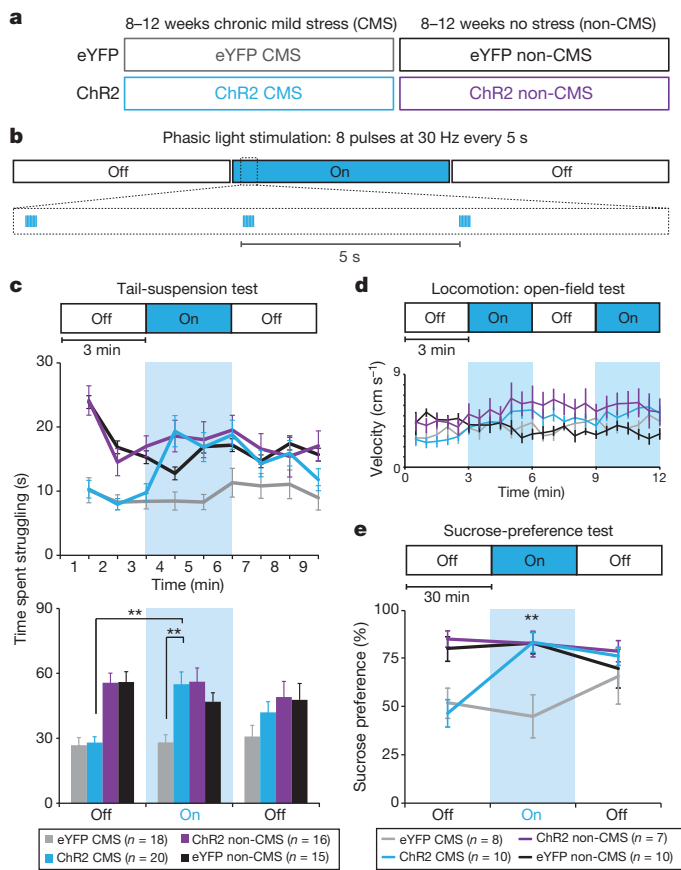 a
8–12 weeks chronic mild stress (CMS)
8–12 weeks no stress (non-CMS)
eYFP
eYFP CMS
eYFP non-CMS
ChR2
ChR2 CMS
ChR2 non-CMS
b
Phasic light stimulation: 8 pulses at 30 Hz every 5 s
Off
On
Off
5 s
c
Tail-suspension test
Off
On
Off
3 min
Time spent struggling (s)
30
20
10
0
1 2 3 4 5 6 7 8 9
Time (min)
90
60
30
0
**
**
Off
On
Off
eYFP CMS (n = 18)
ChR2 non-CMS (n = 16)
ChR2 CMS (n = 20)
eYFP non-CMS (n = 15)
d
Locomotion: open-field test
Off
On
Off
On
3 min
Velocity (cm s⁻¹)
9
0
0 3 6 9 12
Time (min)
e
Sucrose-preference test
Off
On
Off
30 min
Sucrose preference (%)
100
75
50
25
0
**
Off
On
Off
eYFP CMS (n = 8)
ChR2 non-CMS (n = 7)
ChR2 CMS (n = 10)
eYFP non-CMS (n = 10)